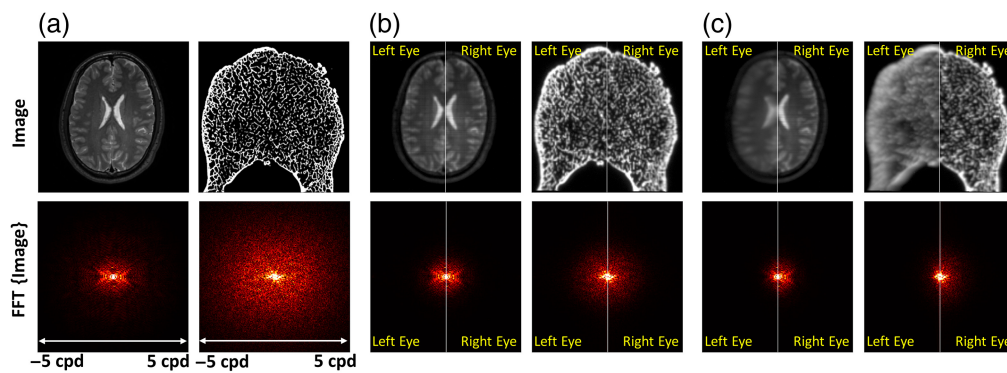 (a)
(b)
(c)
Image
Left Eye
Right Eye
Left Eye
Right Eye
Left Eye
Right Eye
Left Eye
Right Eye
FFT {Image}
Left Eye
Right Eye
Left Eye
Right Eye
Left Eye
Right Eye
Left Eye
Right Eye
−5 cpd
5 cpd
−5 cpd
5 cpd